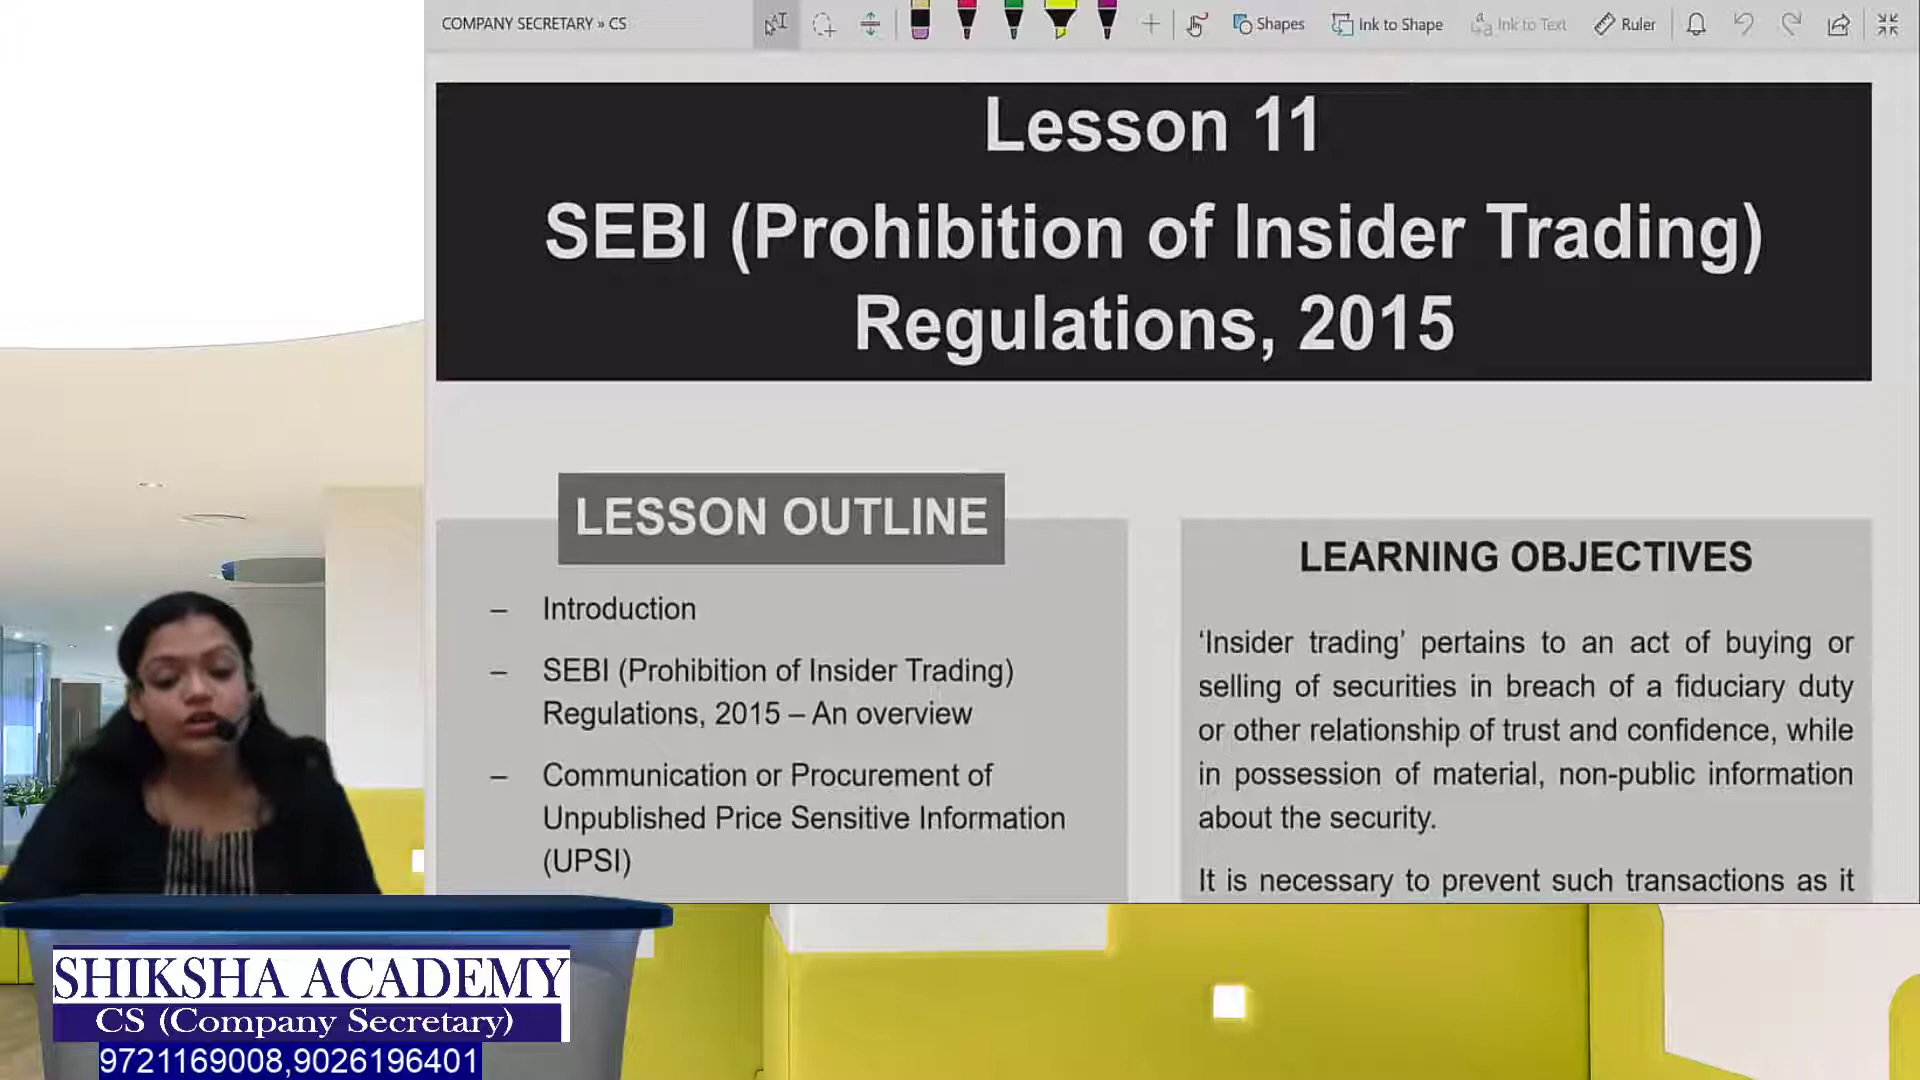 COMPANY SECRETARY » CS
Shapes
Ink to Shape
Ink to Text
Ruler
Lesson 11
SEBI (Prohibition of Insider Trading)
Regulations, 2015
LESSON OUTLINE
– Introduction
– SEBI (Prohibition of Insider Trading)
Regulations, 2015 – An overview
– Communication or Procurement of
Unpublished Price Sensitive Information
(UPSI)
LEARNING OBJECTIVES
‘Insider trading’ pertains to an act of buying or
selling of securities in breach of a fiduciary duty
or other relationship of trust and confidence, while
in possession of material, non-public information
about the security.
It is necessary to prevent such transactions as it
SHIKSHA ACADEMY
CS (Company Secretary)
9721169008,9026196401